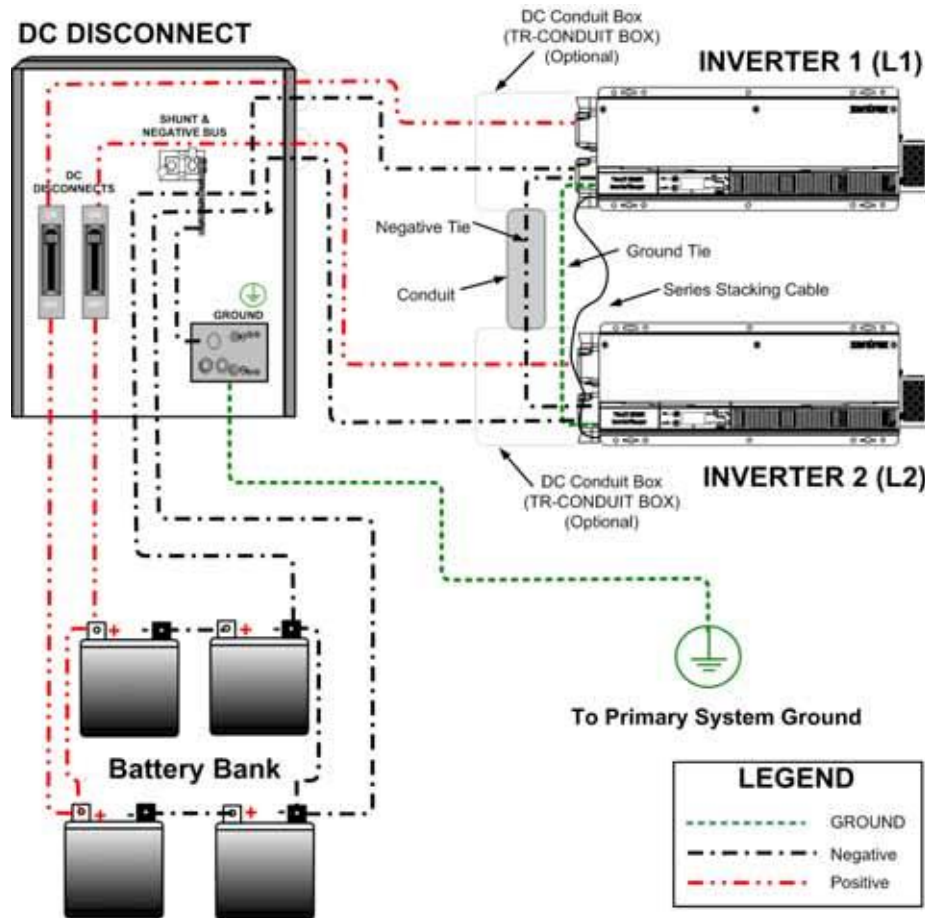 DC DISCONNECT
DC Conduit Box
(TR-CONDUIT BOX)
(Optional)
INVERTER 1 (L1)
SHUNT &
NEGATIVE BUS
DC
DISCONNECTS
GROUND
Negative Tie
Conduit
Ground Tie
Series Stacking Cable
DC Conduit Box
(TR-CONDUIT BOX)
(Optional)
INVERTER 2 (L2)
+
-
+
-
Battery Bank
+
-
+
-
To Primary System Ground
LEGEND
GROUND
Negative
Positive